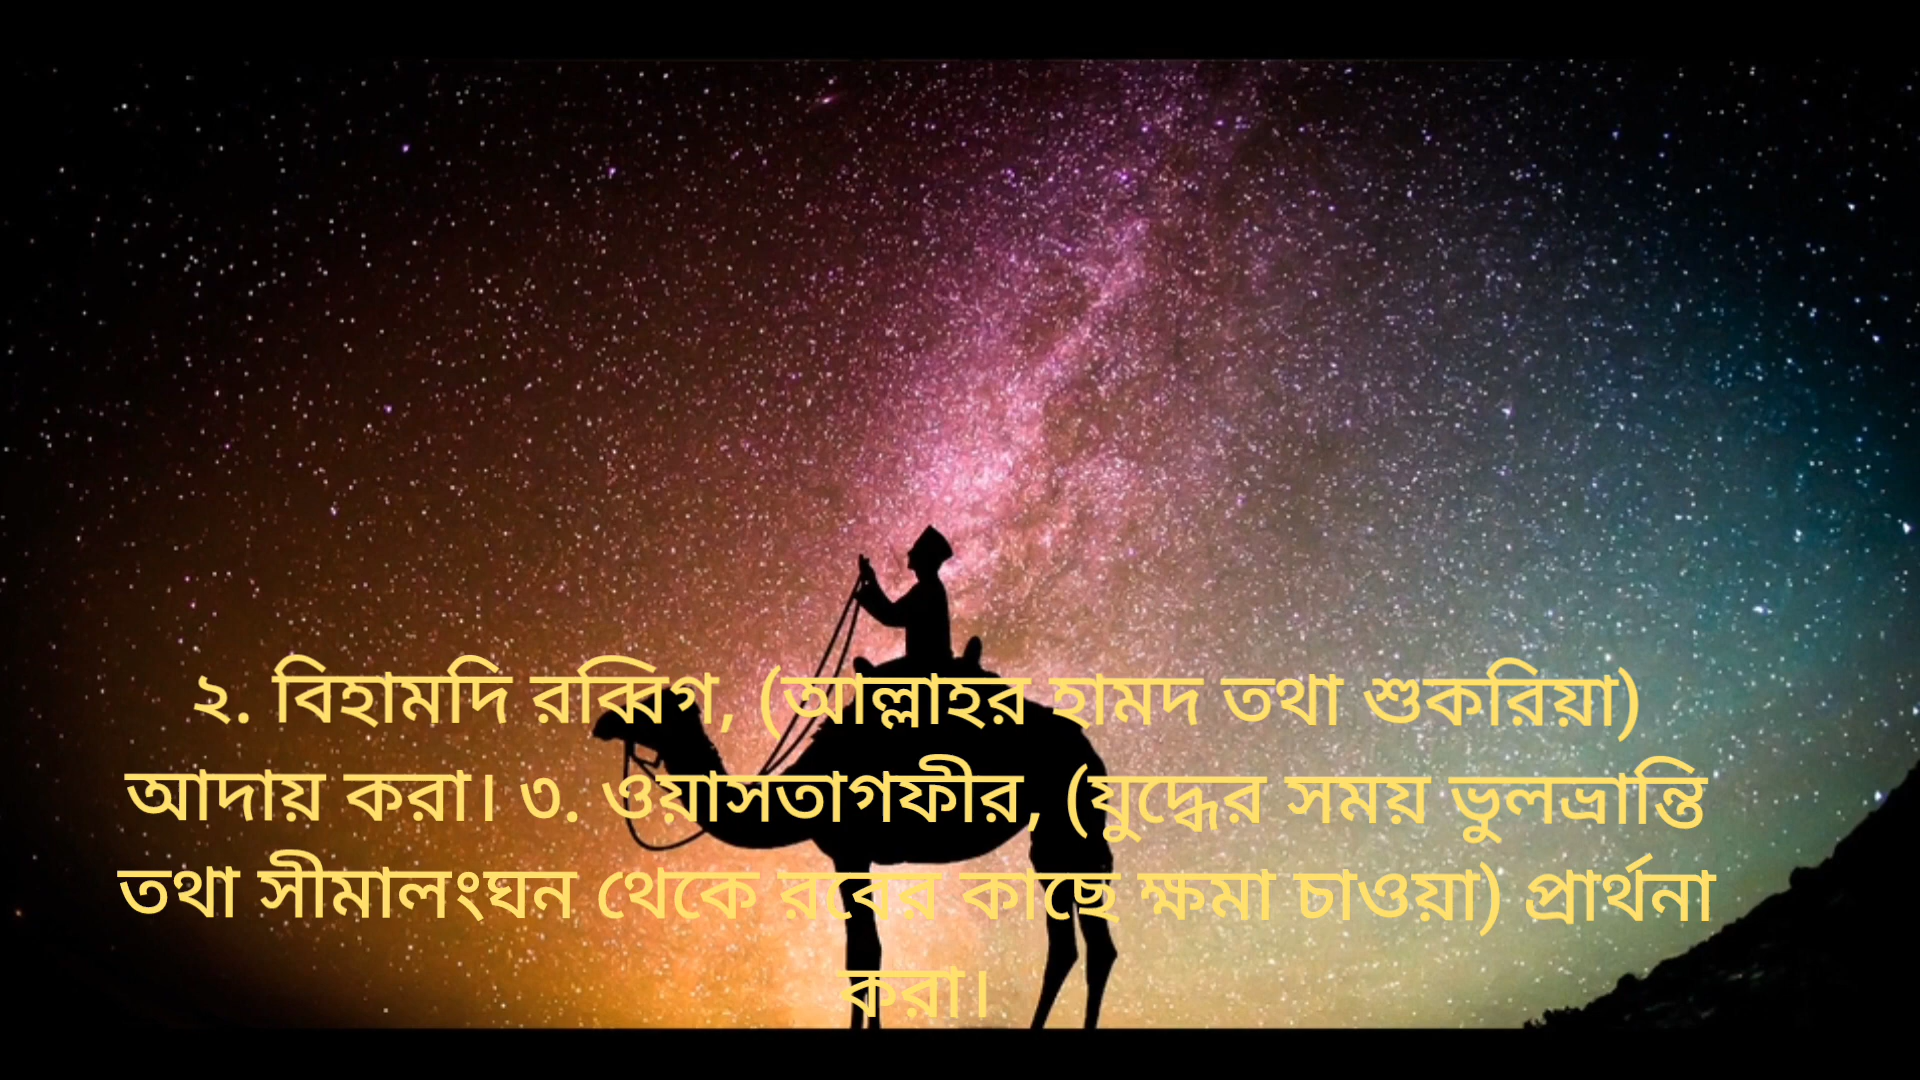 ২. বিহামদি রব্বিগ, (আল্লাহর হামদ তথা শুকরিয়া)
আদায় করা। ৩. ওয়াসতাগফীর, (যুদ্ধের সময় ভুলভ্রান্তি
তথা সীমালংঘন থেকে রবের কাছে ক্ষমা চাওয়া) প্রার্থনা
করা।